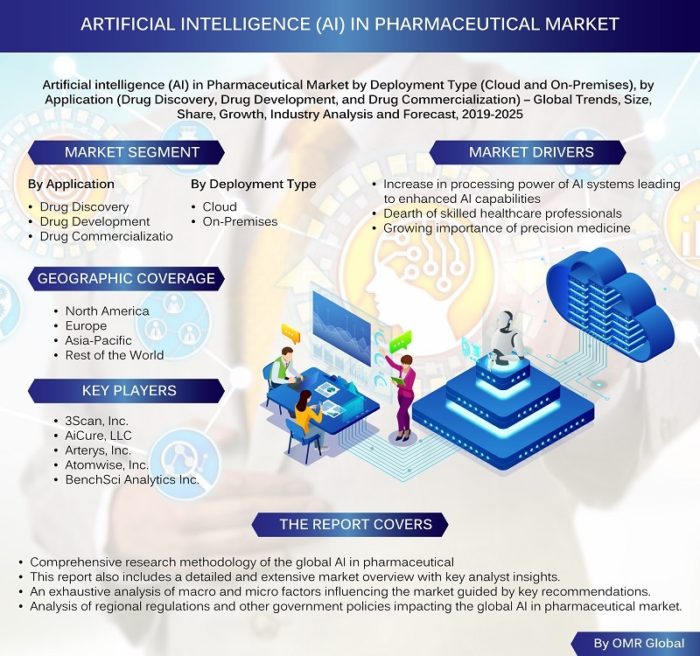 ARTIFICIAL INTELLIGENCE (AI) IN PHARMACEUTICAL MARKET
Artificial intelligence (AI) in Pharmaceutical Market by Deployment Type (Cloud and On-Premises), by
Application (Drug Discovery, Drug Development, and Drug Commercialization) – Global Trends, Size,
Share, Growth, Industry Analysis and Forecast, 2019-2025
MARKET SEGMENT
By Application
• Drug Discovery
• Drug Development
• Drug Commercializatio
By Deployment Type
• Cloud
• On-Premises
MARKET DRIVERS
• Increase in processing power of AI systems leading
to enhanced AI capabilities
• Dearth of skilled healthcare professionals
• Growing importance of precision medicine
GEOGRAPHIC COVERAGE
• North America
• Europe
• Asia-Pacific
• Rest of the World
KEY PLAYERS
• 3Scan, Inc.
• AiCure, LLC
• Arterys, Inc.
• Atomwise, Inc.
• BenchSci Analytics Inc.
THE REPORT COVERS
• Comprehensive research methodology of the global AI in pharmaceutical
• This report also includes a detailed and extensive market overview with key analyst insights.
• An exhaustive analysis of macro and micro factors influencing the market guided by key recommendations.
• Analysis of regional regulations and other government policies impacting the global AI in pharmaceutical market.
By OMR Global